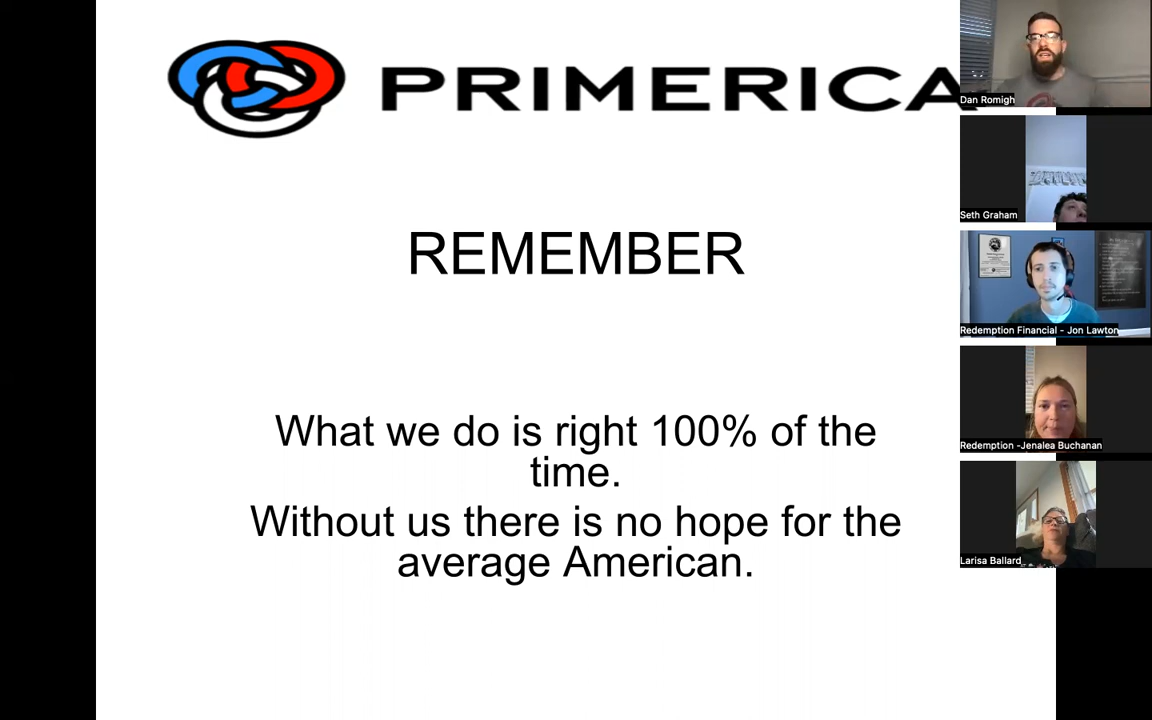 PRIMERICA
REMEMBER
What we do is right 100% of the
time.
Without us there is no hope for the
average American.
Dan Romigh
Seth Graham
Redemption Financial - Jon Lawton
Redemption -Jenalea Buchanan
Larisa Ballard